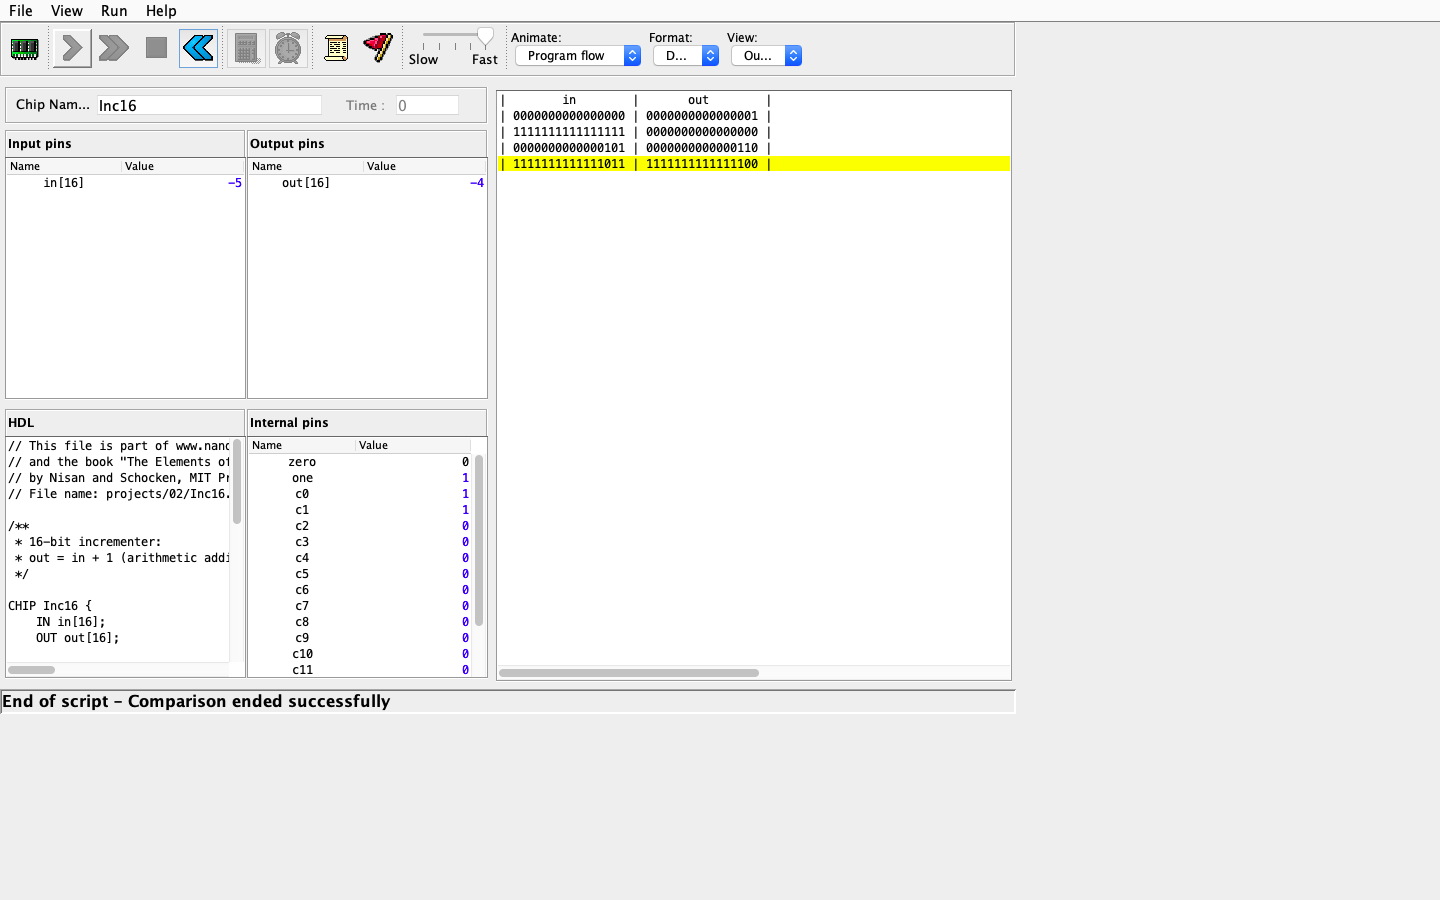 File View Run Help
Slow Fast
Animate: Format: View:
Program flow D... Ou...
Chip Nam... Inc16 Time : 0
Input pins
Name Value
in[16] -5
Output pins
Name Value
out[16] -4
HDL
// This file is part of www.nand
// and the book "The Elements of
// by Nisan and Schocken, MIT Pr
// File name: projects/02/Inc16.
/**
* 16-bit incrementer:
* out = in + 1 (arithmetic addi
*/
CHIP Inc16 {
IN in[16];
OUT out[16];
Internal pins
Name Value
zero 0
one 1
c0 1
c1 1
c2 0
c3 0
c4 0
c5 0
c6 0
c7 0
c8 0
c9 0
c10 0
c11 0
| in | out |
| 0000000000000000 | 0000000000000001 |
| 1111111111111111 | 0000000000000000 |
| 0000000000000101 | 0000000000000110 |
| 1111111111111011 | 1111111111111100 |
End of script - Comparison ended successfully